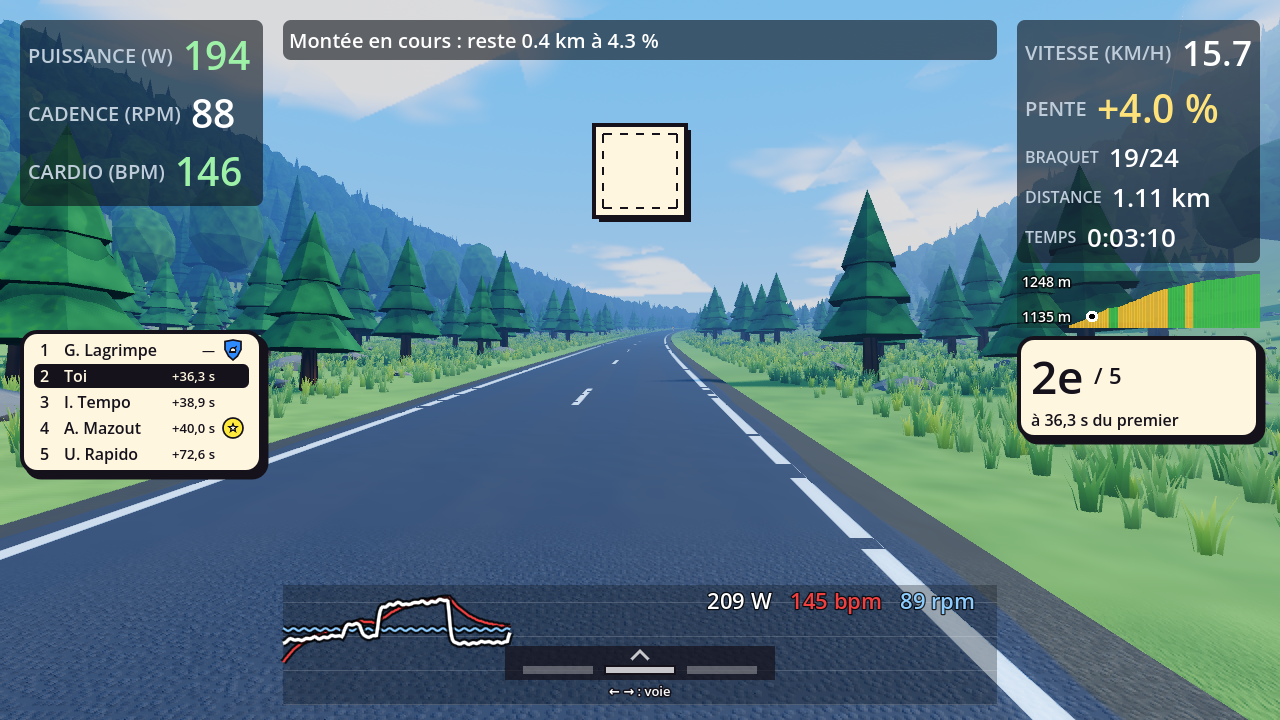 PUISSANCE (W) 194
CADENCE (RPM) 88
CARDIO (BPM) 146
Montée en cours : reste 0.4 km à 4.3 %
VITESSE (KM/H) 15.7
PENTE +4.0 %
BRAQUET 19/24
DISTANCE 1.11 km
TEMPS 0:03:10
1248 m
1135 m
1 G. Lagrimpe —
2 Toi +36,3 s
3 I. Tempo +38,9 s
4 A. Mazout +40,0 s
5 U. Rapido +72,6 s
2e / 5
à 36,3 s du premier
209 W 145 bpm 89 rpm
← → : voie